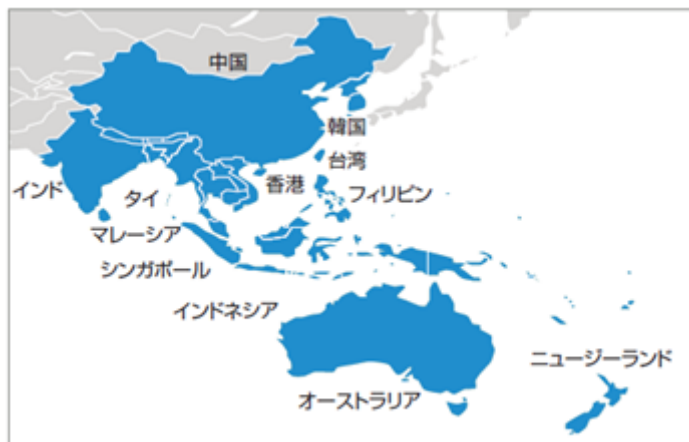 中国
韓国
台湾
香港
フィリピン
インド
タイ
マレーシア
シンガポール
インドネシア
ニュージーランド
オーストラリア